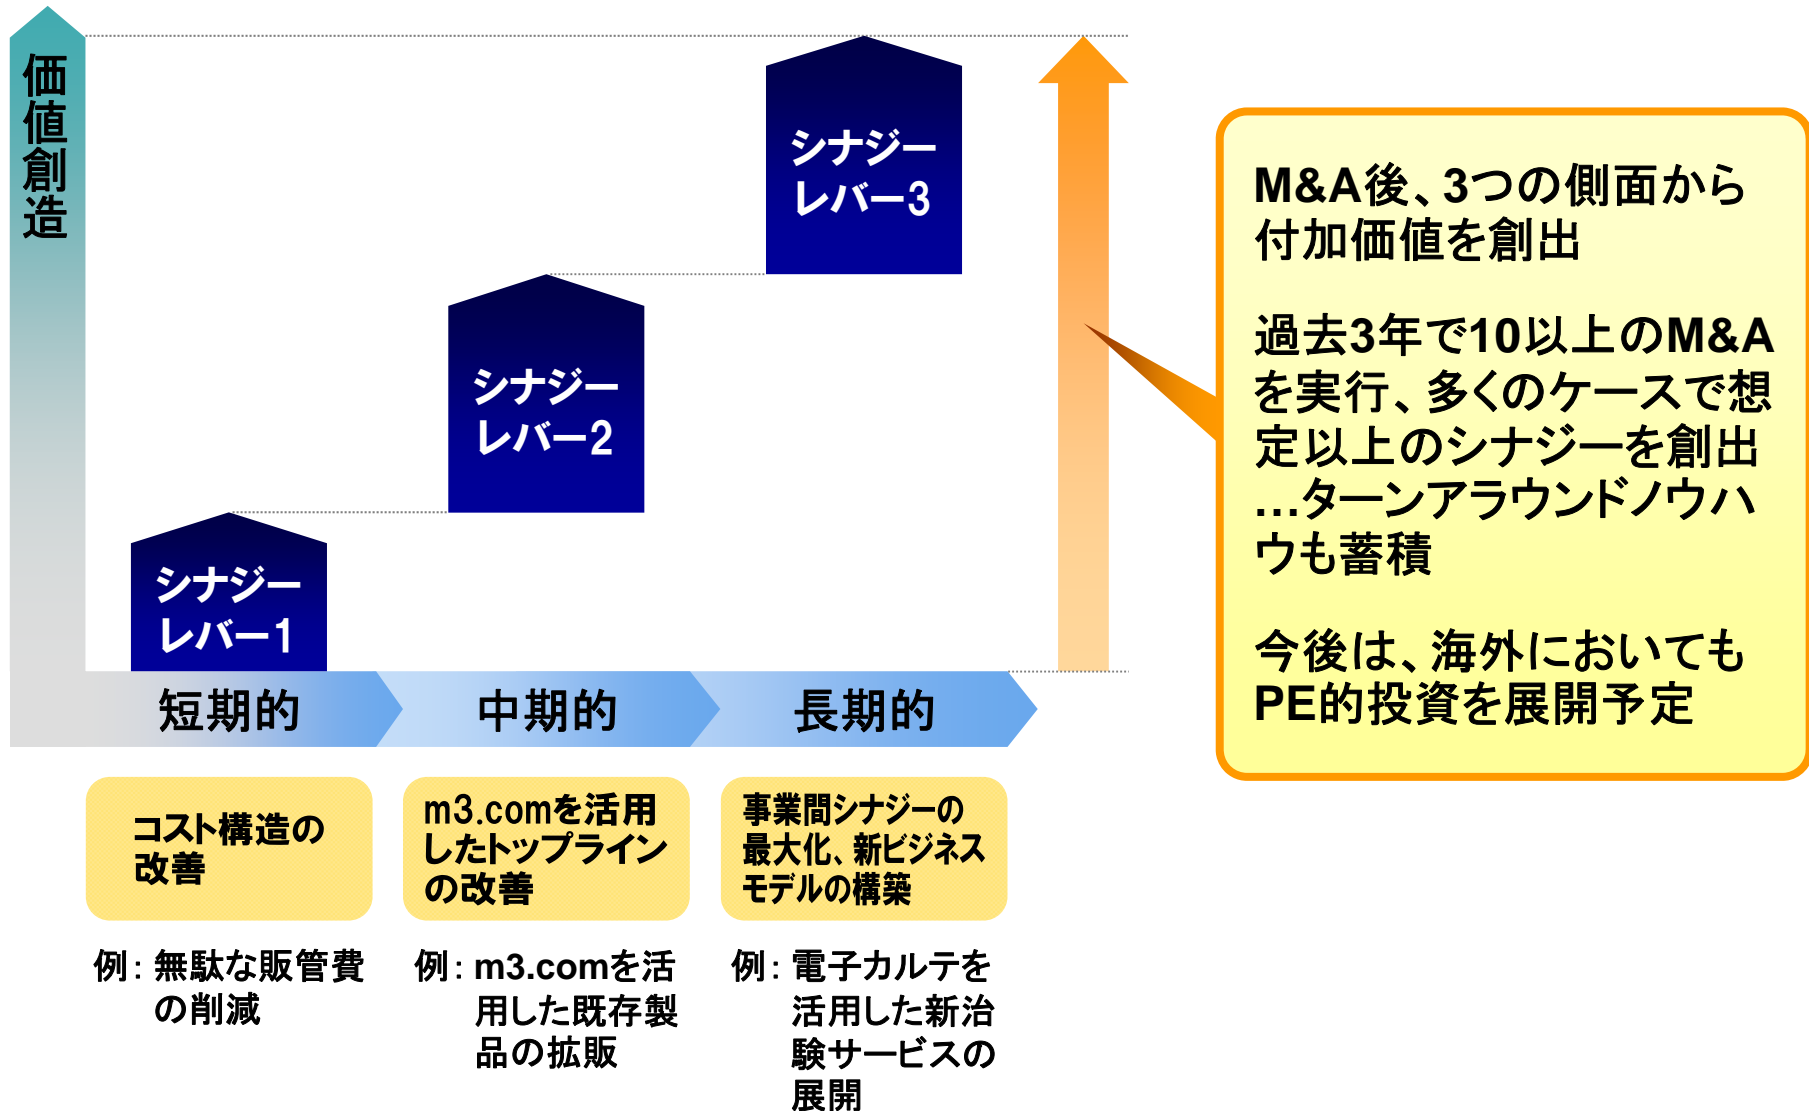 価値創造
シナジー
レバー3
シナジー
レバー2
シナジー
レバー1
短期的
中期的
長期的
コスト構造の
改善
m3.comを活用
したトップライン
の改善
事業間シナジーの
最大化、新ビジネス
モデルの構築
例：無駄な販管費
の削減
例：m3.comを活
用した既存製
品の拡販
例：電子カルテを
活用した新治
験サービスの
展開
M&A後、3つの側面から
付加価値を創出
過去3年で10以上のM&A
を実行、多くのケースで想
定以上のシナジーを創出
…ターンアラウンドノウハ
ウも蓄積
今後は、海外においても
PE的投資を展開予定